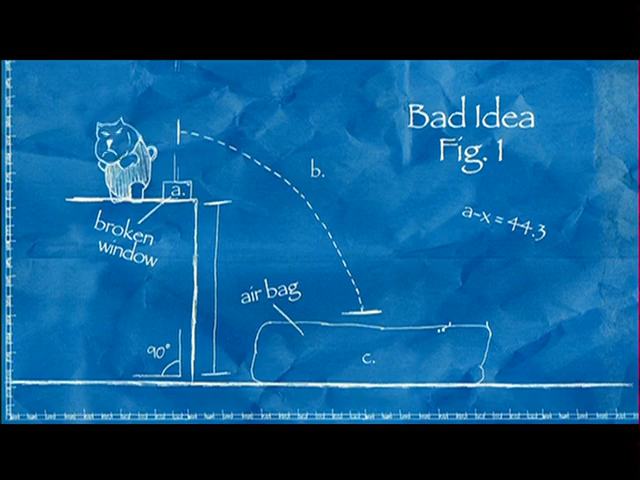 Bad Idea
Fig. 1
b.
a.
a-x = 44.3
broken
window
air bag
90°
c.